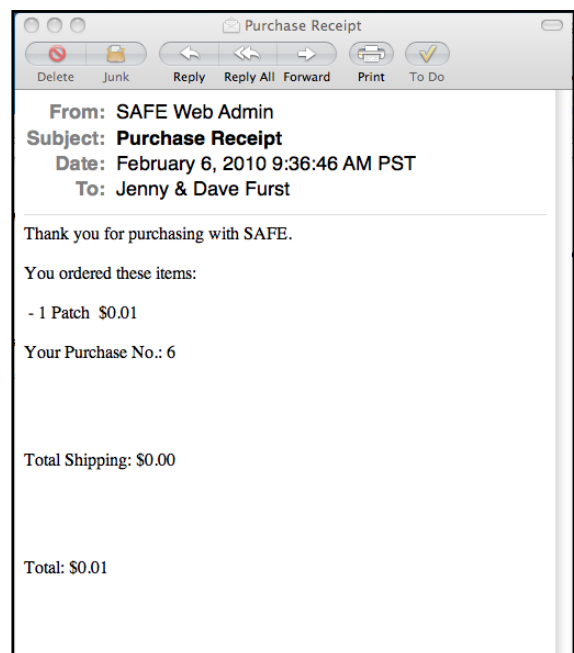 Purchase Receipt
Delete Junk Reply Reply All Forward Print To Do
From: SAFE Web Admin
Subject: Purchase Receipt
Date: February 6, 2010 9:36:46 AM PST
To: Jenny & Dave Furst
Thank you for purchasing with SAFE.
You ordered these items:
- 1 Patch $0.01
Your Purchase No.: 6
Total Shipping: $0.00
Total: $0.01